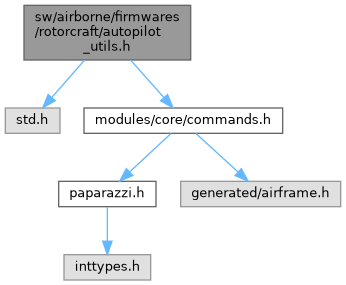 sw/airborne/firmwares
/rotorcraft/autopilot
_utils.h
std.h
modules/core/commands.h
paparazzi.h
generated/airframe.h
inttypes.h